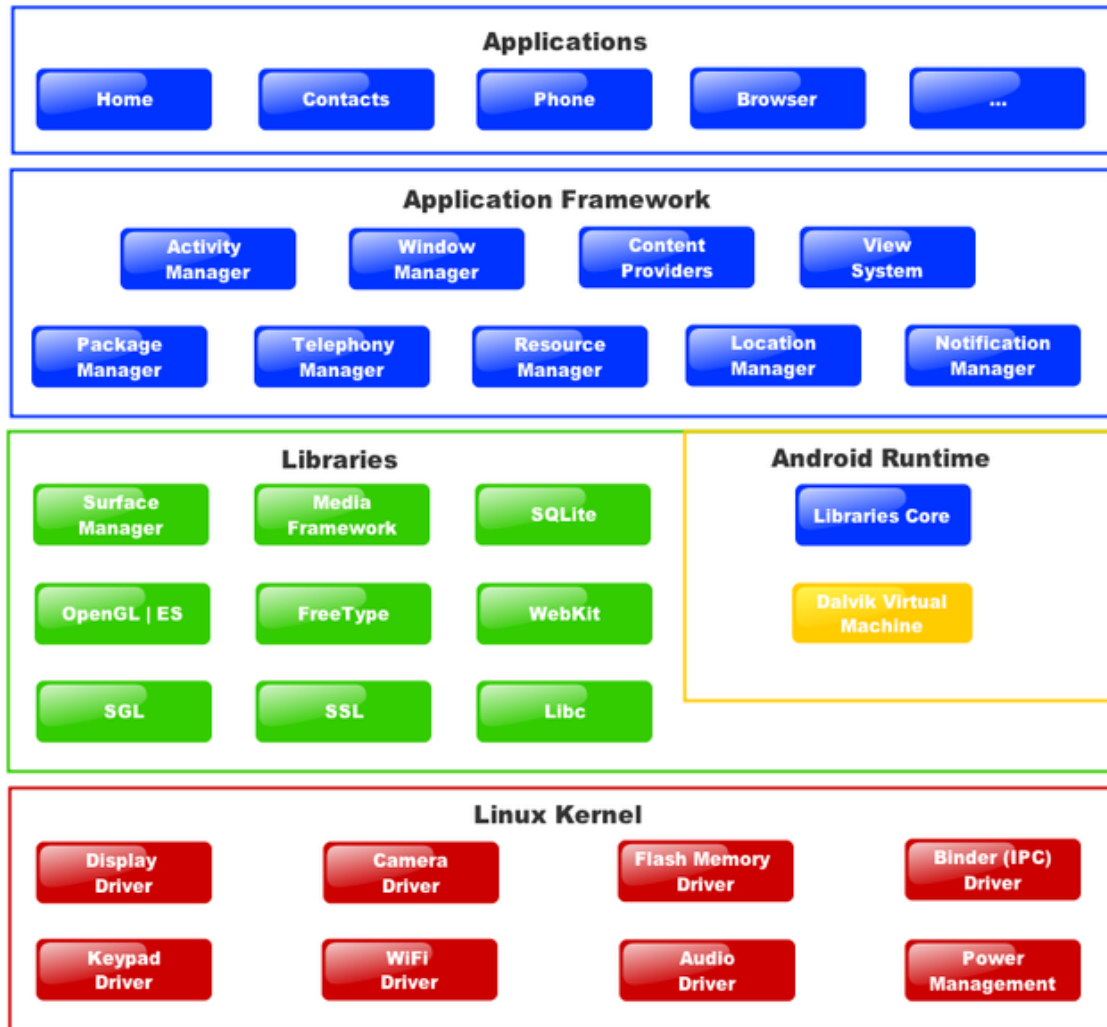 Applications
Home
Contacts
Phone
Browser
...
Application Framework
Activity
Manager
Window
Manager
Content
Providers
View
System
Package
Manager
Telephony
Manager
Resource
Manager
Location
Manager
Notification
Manager
Libraries
Surface
Manager
Media
Framework
SQLite
OpenGL | ES
FreeType
WebKit
SGL
SSL
Libc
Android Runtime
Libraries Core
Dalvik Virtual
Machine
Linux Kernel
Display
Driver
Camera
Driver
Flash Memory
Driver
Binder (IPC)
Driver
Keypad
Driver
WiFi
Driver
Audio
Driver
Power
Management